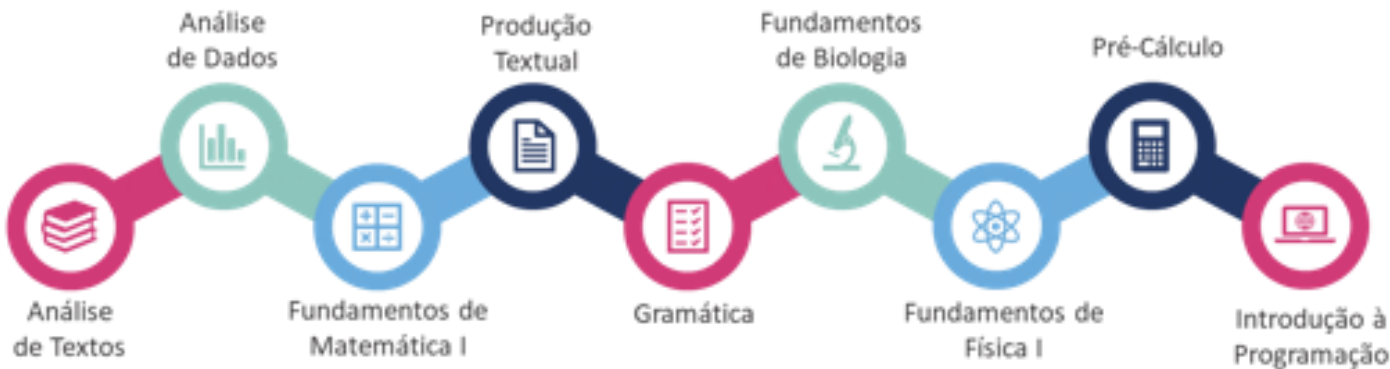 Análise
de Textos
Análise
de Dados
Fundamentos de
Matemática I
Produção
Textual
Gramática
Fundamentos
de Biologia
Fundamentos de
Física I
Pré-Cálculo
Introdução à
Programação